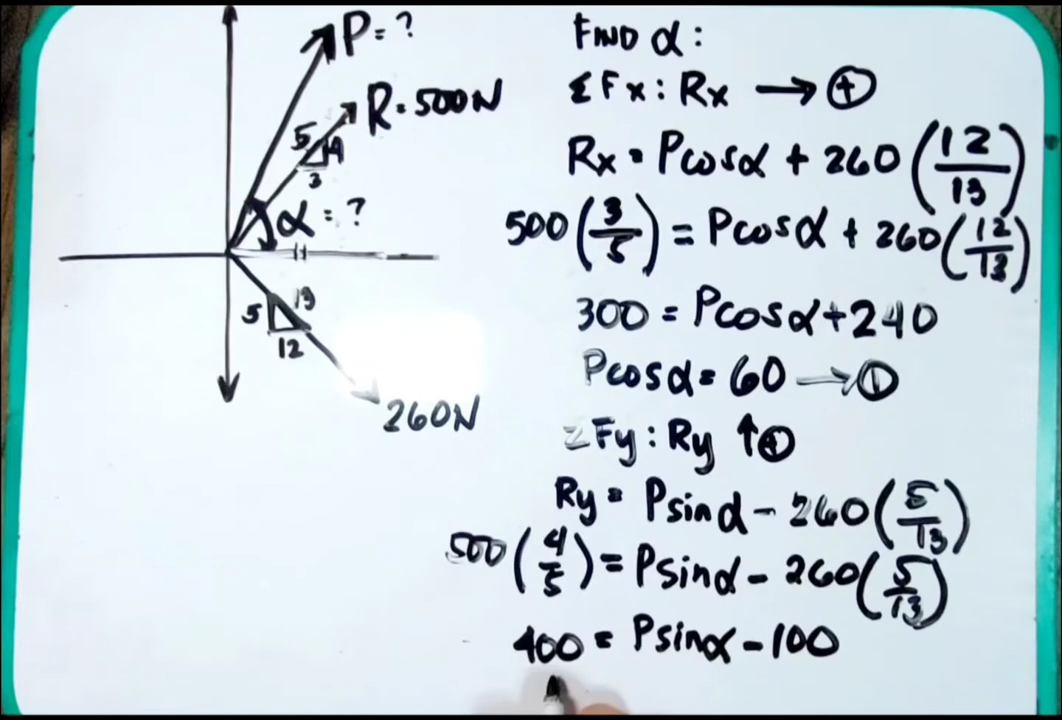 P = ?
R = 500N
5
4
3
α = ?
5
13
12
260N
FIND α:
ΣFx: Rx → ⊕
Rx = Pcosα + 260(12/13)
500(3/5) = Pcosα + 260(12/13)
300 = Pcosα + 240
Pcosα = 60 → ①
ΣFy: Ry ↑⊕
Ry = Psinα - 260(5/13)
500(4/5) = Psinα - 260(5/13)
400 = Psinα - 100